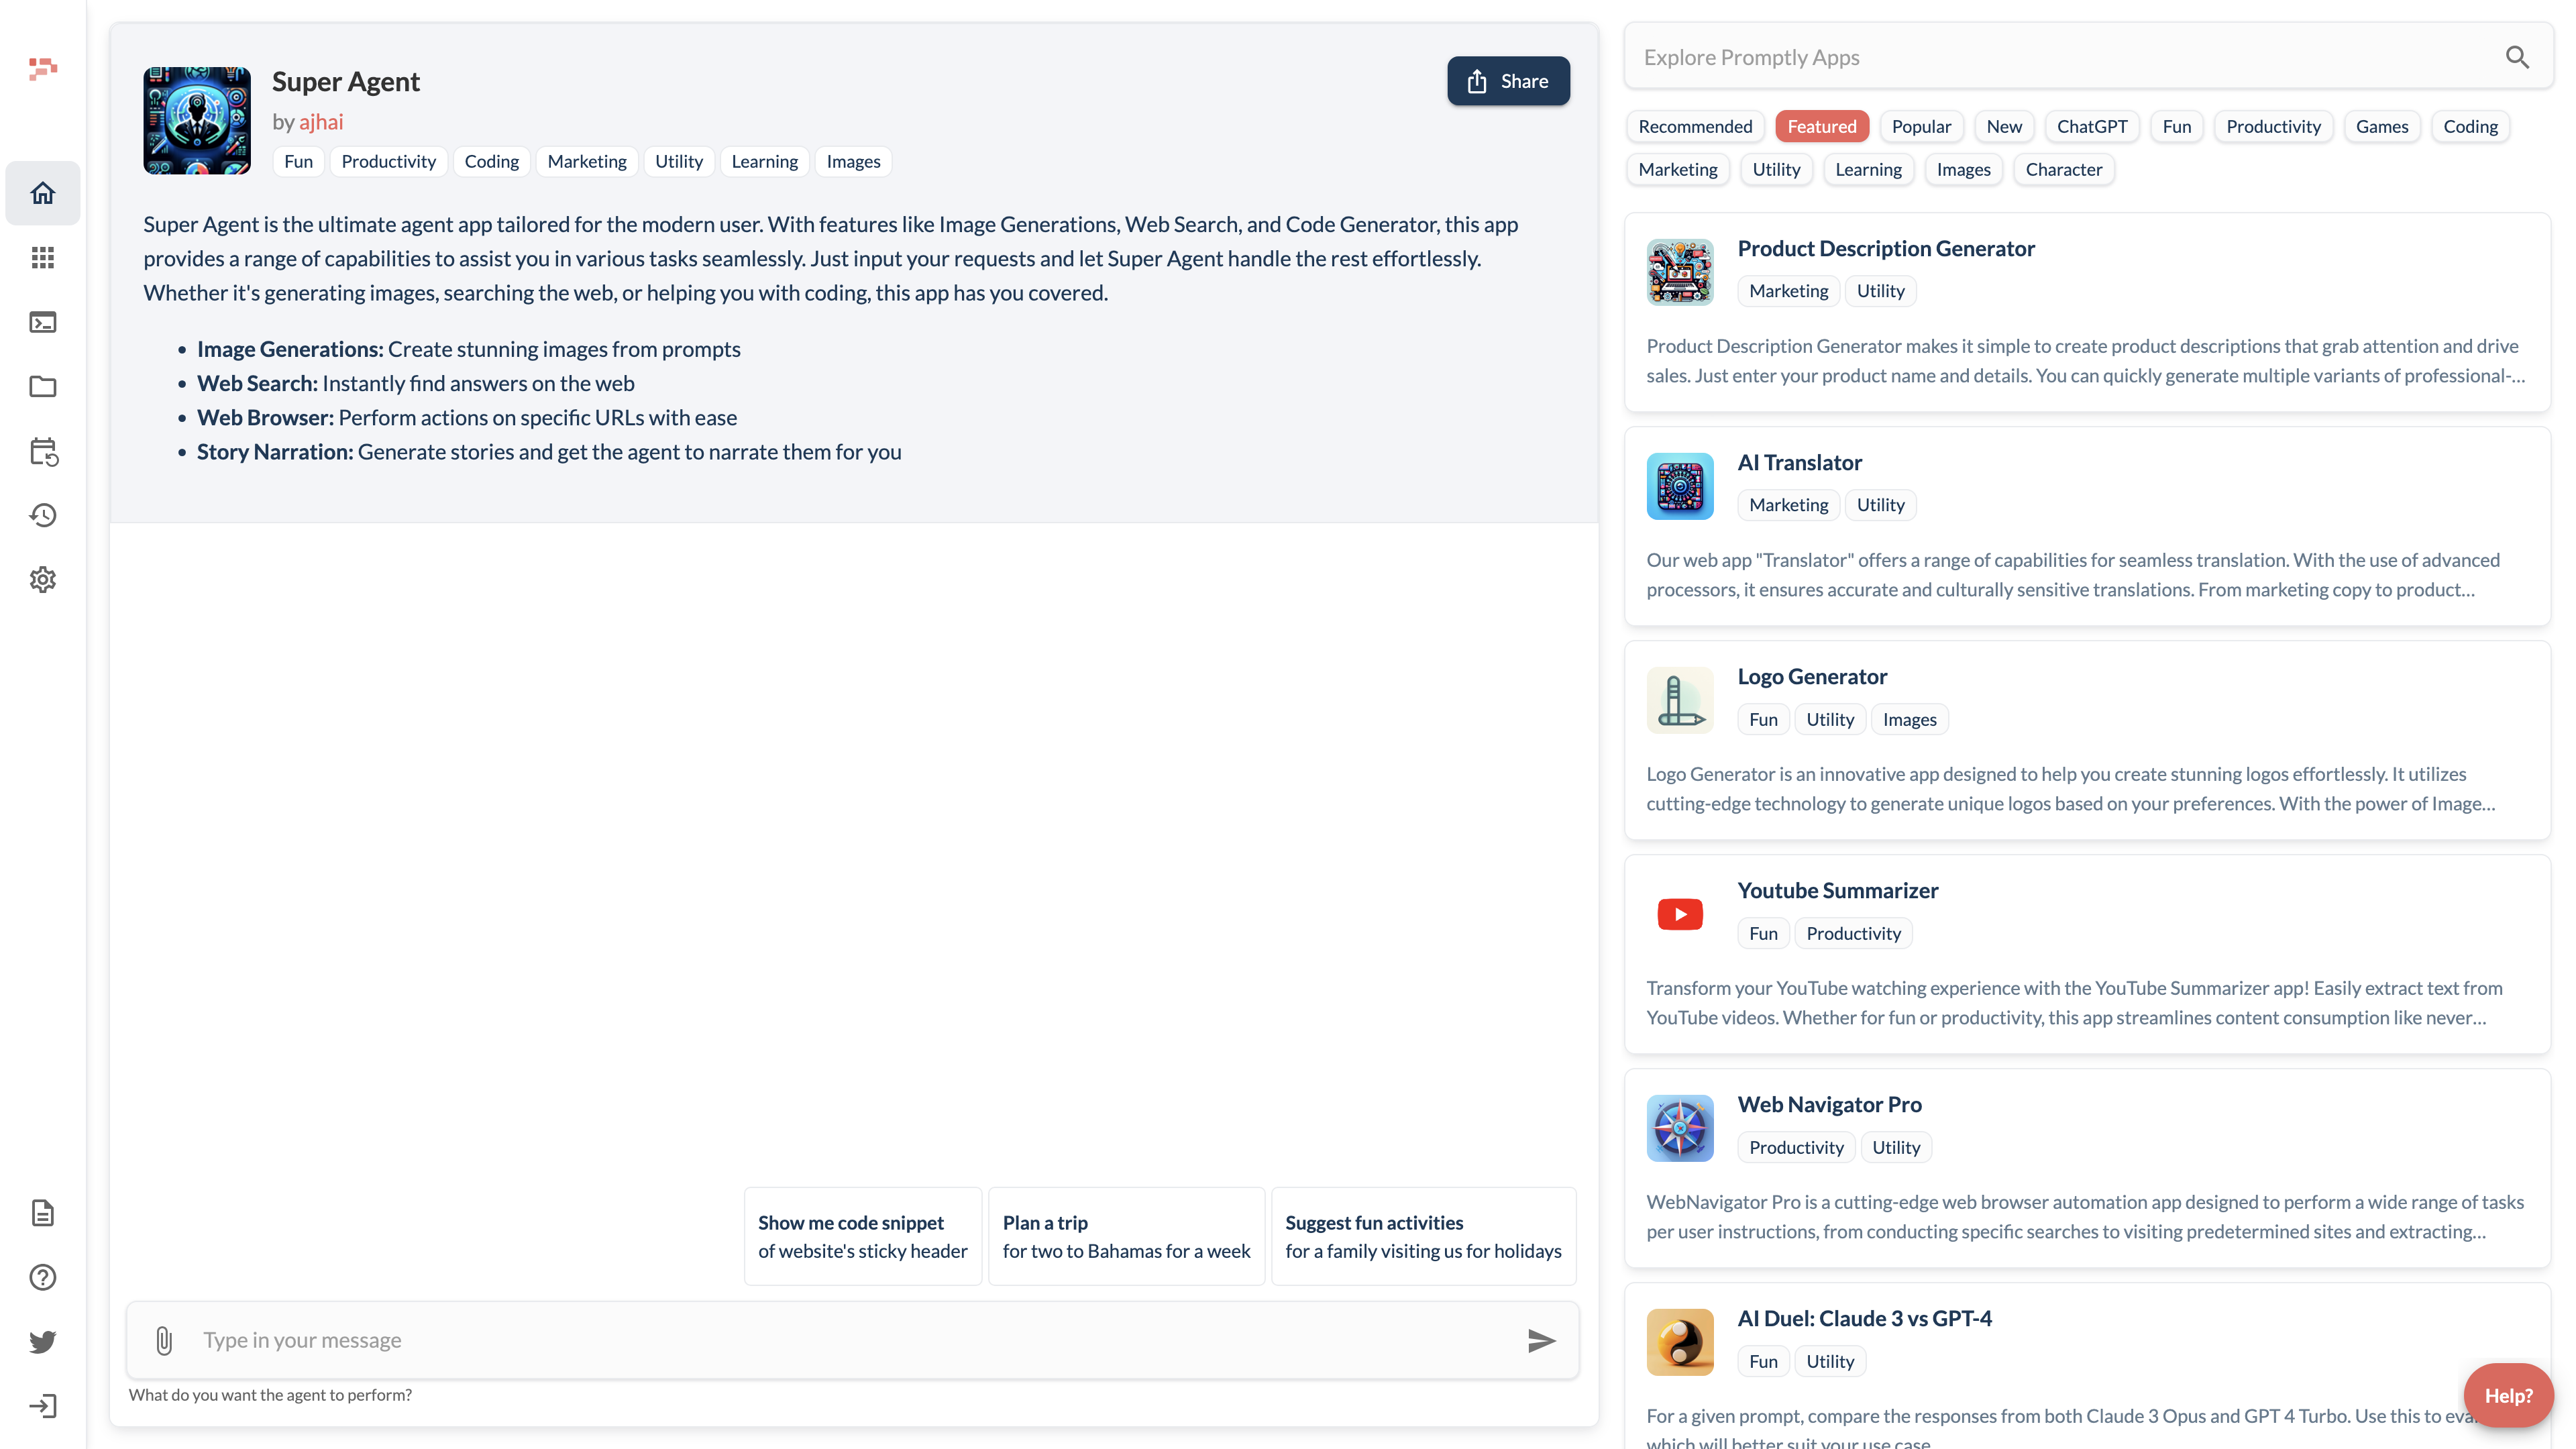 Super Agent
by ajhai
Share
Fun
Productivity
Coding
Marketing
Utility
Learning
Images
Super Agent is the ultimate agent app tailored for the modern user. With features like Image Generations, Web Search, and Code Generator, this app
provides a range of capabilities to assist you in various tasks seamlessly. Just input your requests and let Super Agent handle the rest effortlessly.
Whether it's generating images, searching the web, or helping you with coding, this app has you covered.
• Image Generations: Create stunning images from prompts
• Web Search: Instantly find answers on the web
• Web Browser: Perform actions on specific URLs with ease
• Story Narration: Generate stories and get the agent to narrate them for you
Show me code snippet
of website's sticky header
Plan a trip
for two to Bahamas for a week
Suggest fun activities
for a family visiting us for holidays
Type in your message
What do you want the agent to perform?
Explore Promptly Apps
Recommended
Featured
Popular
New
ChatGPT
Fun
Productivity
Games
Coding
Marketing
Utility
Learning
Images
Character
Product Description Generator
Marketing
Utility
Product Description Generator makes it simple to create product descriptions that grab attention and drive
sales. Just enter your product name and details. You can quickly generate multiple variants of professional-...
AI Translator
Marketing
Utility
Our web app "Translator" offers a range of capabilities for seamless translation. With the use of advanced
processors, it ensures accurate and culturally sensitive translations. From marketing copy to product...
Logo Generator
Fun
Utility
Images
Logo Generator is an innovative app designed to help you create stunning logos effortlessly. It utilizes
cutting-edge technology to generate unique logos based on your preferences. With the power of Image...
Youtube Summarizer
Fun
Productivity
Transform your YouTube watching experience with the YouTube Summarizer app! Easily extract text from
YouTube videos. Whether for fun or productivity, this app streamlines content consumption like never...
Web Navigator Pro
Productivity
Utility
WebNavigator Pro is a cutting-edge web browser automation app designed to perform a wide range of tasks
per user instructions, from conducting specific searches to visiting predetermined sites and extracting...
AI Duel: Claude 3 vs GPT-4
Fun
Utility
For a given prompt, compare the responses from both Claude 3 Opus and GPT 4 Turbo. Use this to
which will better suit your use case
Help?